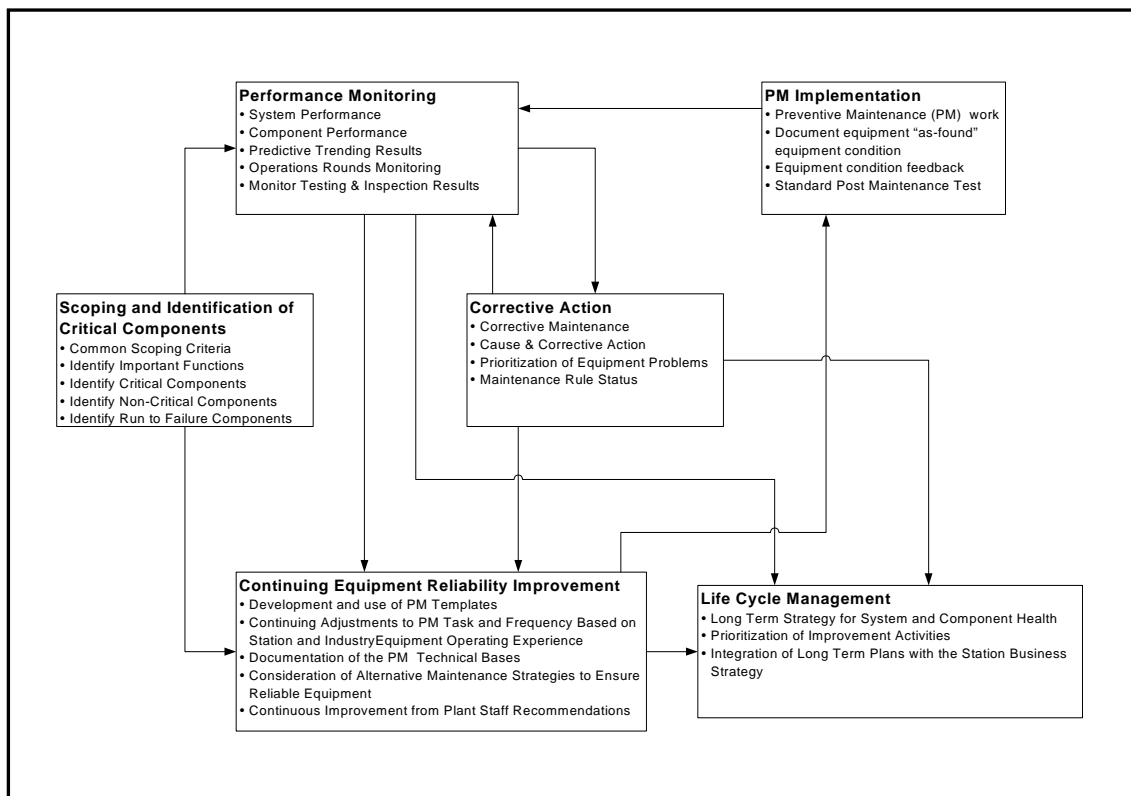 Performance Monitoring
• System Performance
• Component Performance
• Predictive Trending Results
• Operations Rounds Monitoring
• Monitor Testing & Inspection Results
PM Implementation
• Preventive Maintenance (PM) work
• Document equipment “as-found”
equipment condition
• Equipment condition feedback
• Standard Post Maintenance Test
Scoping and Identification of
Critical Components
• Common Scoping Criteria
• Identify Important Functions
• Identify Critical Components
• Identify Non-Critical Components
• Identify Run to Failure Components
Corrective Action
• Corrective Maintenance
• Cause & Corrective Action
• Prioritization of Equipment Problems
• Maintenance Rule Status
Continuing Equipment Reliability Improvement
• Development and use of PM Templates
• Continuing Adjustments to PM Task and Frequency Based on
Station and IndustryEquipment Operating Experience
• Documentation of the PM Technical Bases
• Consideration of Alternative Maintenance Strategies to Ensure
Reliable Equipment
• Continuous Improvement from Plant Staff Recommendations
Life Cycle Management
• Long Term Strategy for System and Component Health
• Prioritization of Improvement Activities
• Integration of Long Term Plans with the Station Business
Strategy